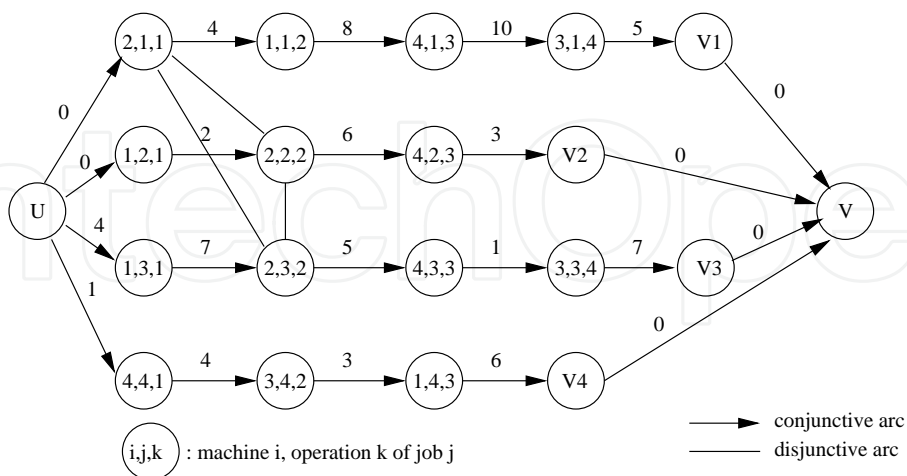 2,1,1 4 1,1,2 8 4,1,3 10 3,1,4 5 V1
0 0
1,2,1 2 2,2,2 6 4,2,3 3 V2
0 0
U V
4 0
1,3,1 7 2,3,2 5 4,3,3 1 3,3,4 7 V3
1 0
4,4,1 4 3,4,2 3 1,4,3 6 V4
conjunctive arc
i,j,k : machine i, operation k of job j
disjunctive arc